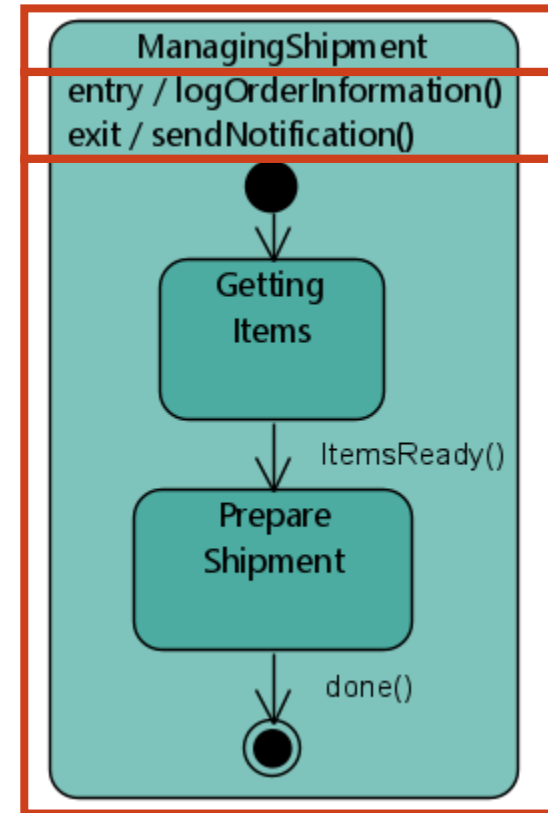 ManagingShipment
entry / logOrderInformation()
exit / sendNotification()
Getting
Items
ItemsReady()
Prepare
Shipment
done()